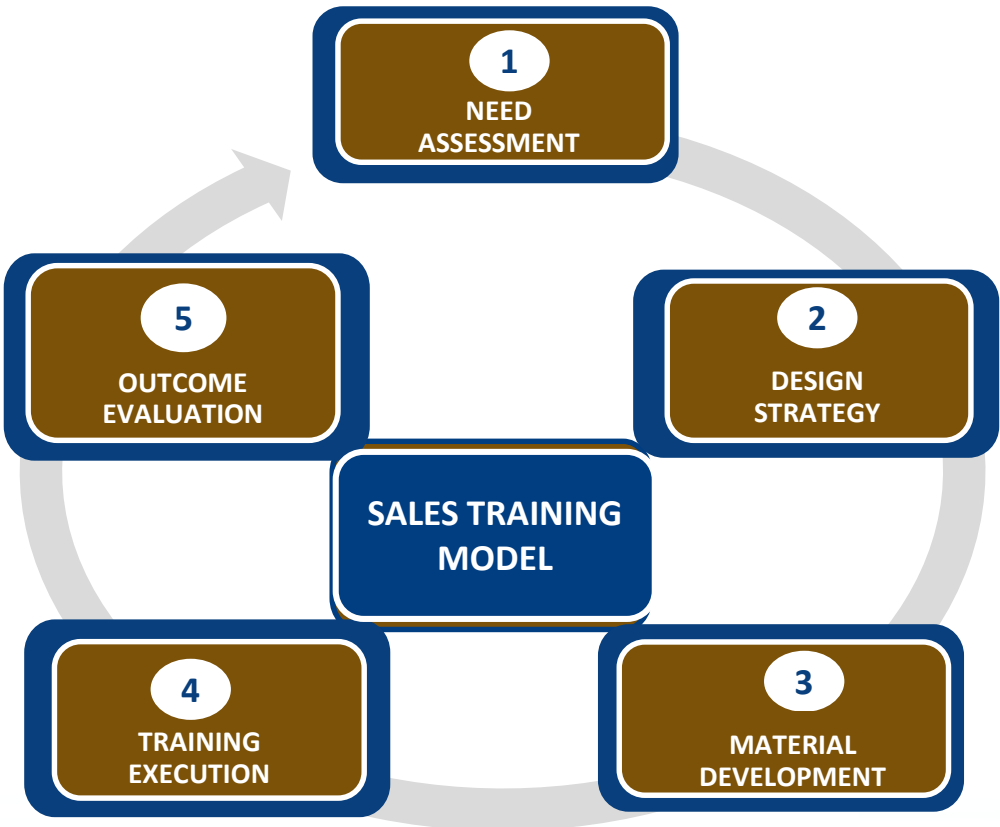 1
NEED
ASSESSMENT
2
DESIGN
STRATEGY
3
MATERIAL
DEVELOPMENT
4
TRAINING
EXECUTION
5
OUTCOME
EVALUATION
SALES TRAINING
MODEL